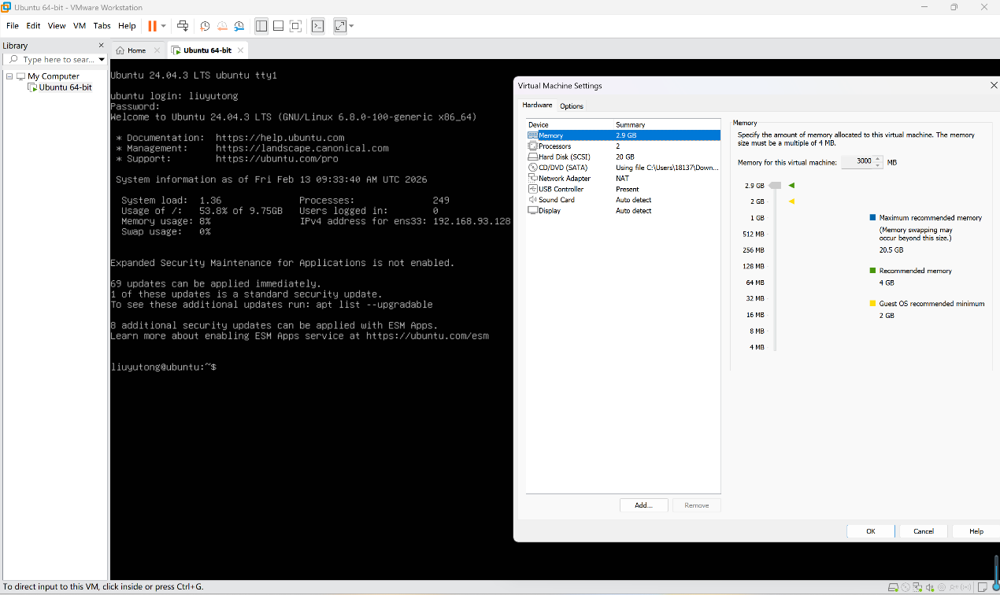 Ubuntu 64-bit - VMware Workstation
File Edit View VM Tabs Help
Library
Type here to sear...
My Computer
Ubuntu 64-bit
Home
Ubuntu 64-bit
Ubuntu 24.04.3 LTS ubuntu tty1
ubuntu login: liuyutong
Password:
Welcome to Ubuntu 24.04.3 LTS (GNU/Linux 6.8.0-100-generic x86_64)
* Documentation: https://help.ubuntu.com
* Management: https://landscape.canonical.com
* Support: https://ubuntu.com/pro
System information as of Fri Feb 13 09:33:40 AM UTC 2026
System load: 1.36 Processes: 249
Usage of /: 53.8% of 9.75GB Users logged in: 0
Memory usage: 8% IPv4 address for ens33: 192.168.93.128
Swap usage: 0%
Expanded Security Maintenance for Applications is not enabled.
69 updates can be applied immediately.
1 of these updates is a standard security update.
To see these additional updates run: apt list --upgradable
8 additional security updates can be applied with ESM Apps.
Learn more about enabling ESM Apps service at https://ubuntu.com/esm
liuyutong@ubuntu:~$
Virtual Machine Settings
Hardware Options
Device Summary
Memory 2.9 GB
Processors 2
Hard Disk (SCSI) 20 GB
CD/DVD (SATA) Using file C:\Users\18137\Down...
Network Adapter NAT
USB Controller Present
Sound Card Auto detect
Display Auto detect
Add... Remove
Memory
Specify the amount of memory allocated to this virtual machine. The memory
size must be a multiple of 4 MB.
Memory for this virtual machine: 3000 MB
2.9 GB
2 GB
1 GB
512 MB
256 MB
128 MB
64 MB
32 MB
16 MB
8 MB
4 MB
Maximum recommended memory
(Memory swapping may
occur beyond this size.)
20.5 GB
Recommended memory
4 GB
Guest OS recommended minimum
2 GB
OK Cancel Help
To direct input to this VM, click inside or press Ctrl+G.